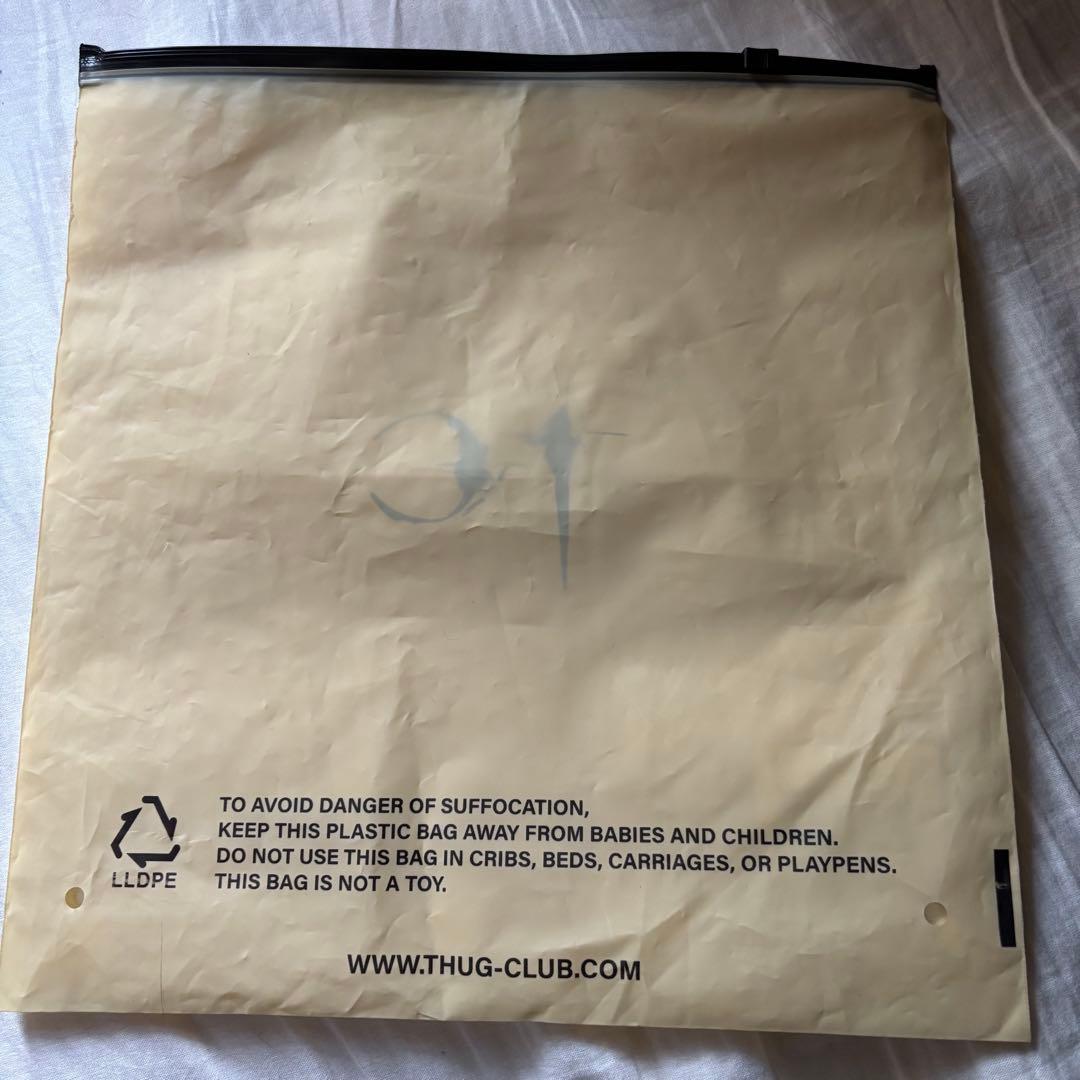 TO AVOID DANGER OF SUFFOCATION,
KEEP THIS PLASTIC BAG AWAY FROM BABIES AND CHILDREN.
DO NOT USE THIS BAG IN CRIBS, BEDS, CARRIAGES, OR PLAYPENS.
THIS BAG IS NOT A TOY.
LLDPE
WWW.THUG-CLUB.COM